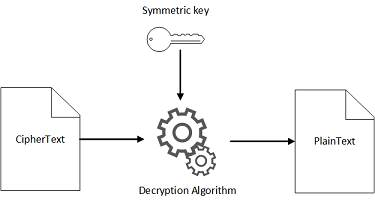 Symmetric key
CipherText
PlainText
Decryption Algorithm